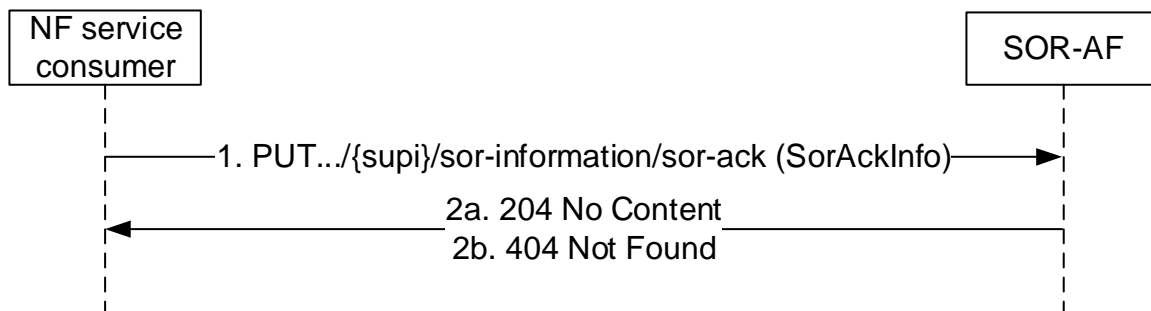 NF service
consumer
SOR-AF
1. PUT.../{supi}/sor-information/sor-ack (SorAckInfo)
2a. 204 No Content
2b. 404 Not Found